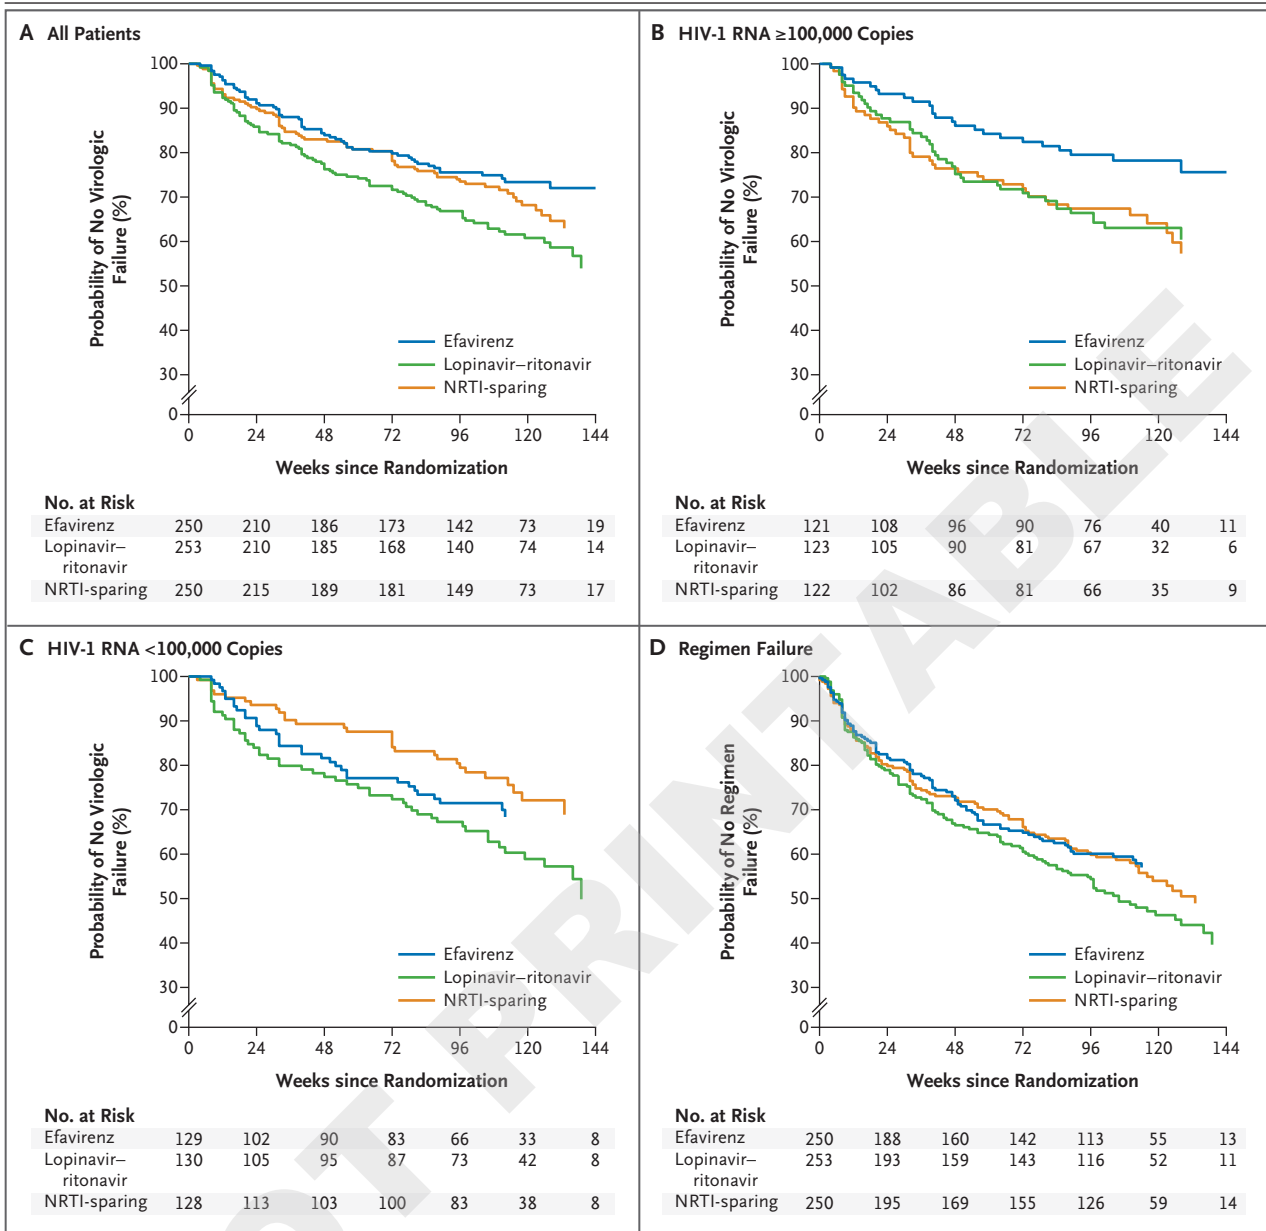 A All Patients
Probability of No Virologic
Failure (%)
100
90
80
70
60
50
40
30
0
Efavirenz
Lopinavir–ritonavir
NRTI-sparing
0 24 48 72 96 120 144
Weeks since Randomization
No. at Risk
Efavirenz 250 210 186 173 142 73 19
Lopinavir– 253 210 185 168 140 74 14
ritonavir
NRTI-sparing 250 215 189 181 149 73 17
B HIV-1 RNA ≥100,000 Copies
Probability of No Virologic
Failure (%)
100
90
80
70
60
50
40
30
0
Efavirenz
Lopinavir–ritonavir
NRTI-sparing
0 24 48 72 96 120 144
Weeks since Randomization
No. at Risk
Efavirenz 121 108 96 90 76 40 11
Lopinavir– 123 105 90 81 67 32 6
ritonavir
NRTI-sparing 122 102 86 81 66 35 9
C HIV-1 RNA <100,000 Copies
Probability of No Virologic
Failure (%)
100
90
80
70
60
50
40
30
0
Efavirenz
Lopinavir–ritonavir
NRTI-sparing
0 24 48 72 96 120 144
Weeks since Randomization
No. at Risk
Efavirenz 129 102 90 83 66 33 8
Lopinavir– 130 105 95 87 73 42 8
ritonavir
NRTI-sparing 128 113 103 100 83 38 8
D Regimen Failure
Probability of No Regimen
Failure (%)
100
90
80
70
60
50
40
30
0
Efavirenz
Lopinavir–ritonavir
NRTI-sparing
0 24 48 72 96 120 144
Weeks since Randomization
No. at Risk
Efavirenz 250 188 160 142 113 55 13
Lopinavir– 253 193 159 143 116 52 11
ritonavir
NRTI-sparing 250 195 169 155 126 59 14
OT PRINTABLE